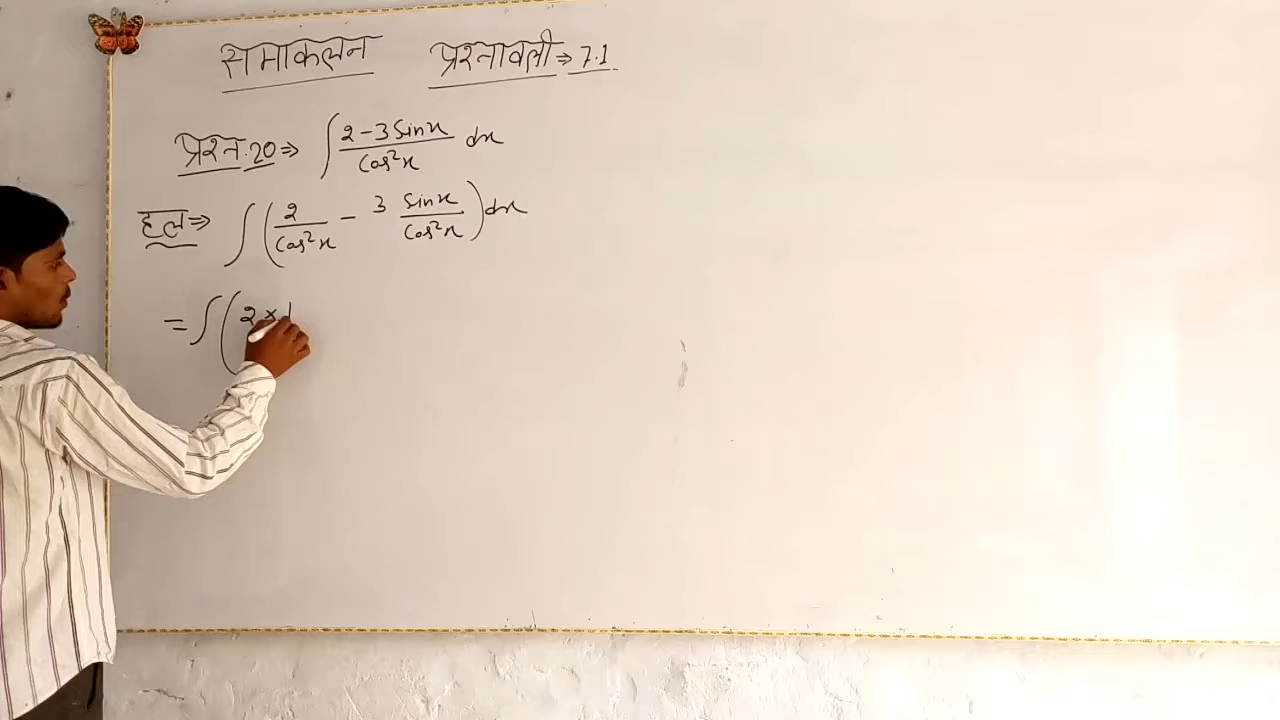 समाकलन प्रश्नावली ⇒ 7.1
प्रश्न.20 ⇒ ∫ (2 - 3 Sinx)/(Cos²x) dx
हल ⇒ ∫ (2/(Cos²x) - 3 Sinx/(Cos²x)) dx
= ∫ (2 × 1